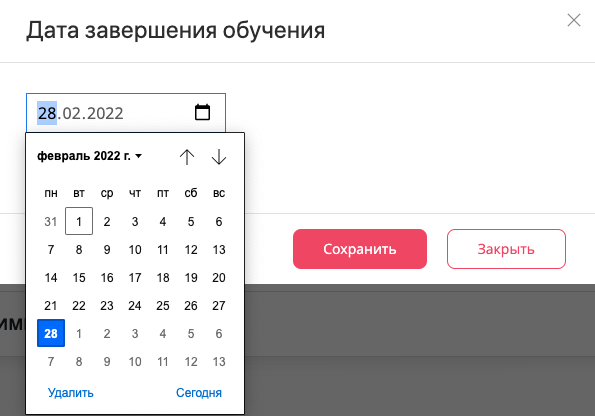 Дата завершения обучения
28.02.2022
февраль 2022 г.
пн вт ср чт пт сб вс
31 1 2 3 4 5 6
7 8 9 10 11 12 13
14 15 16 17 18 19 20
21 22 23 24 25 26 27
28 1 2 3 4 5 6
7 8 9 10 11 12 13
Удалить Сегодня
Сохранить Закрыть